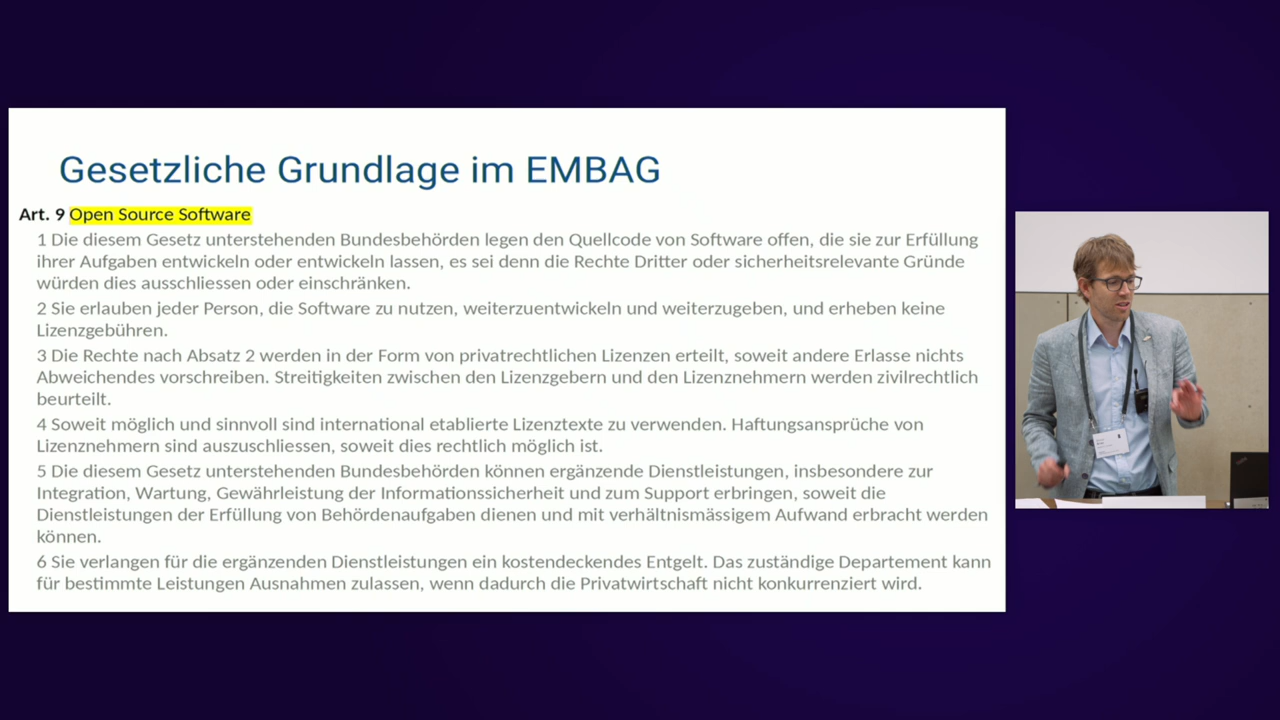 Gesetzliche Grundlage im EMBAG
Art. 9 Open Source Software
1 Die diesem Gesetz unterstehenden Bundesbehörden legen den Quellcode von Software offen, die sie zur Erfüllung
ihrer Aufgaben entwickeln oder entwickeln lassen, es sei denn die Rechte Dritter oder sicherheitsrelevante Gründe
würden dies ausschliessen oder einschränken.
2 Sie erlauben jeder Person, die Software zu nutzen, weiterzuentwickeln und weiterzugeben, und erheben keine
Lizenzgebühren.
3 Die Rechte nach Absatz 2 werden in der Form von privatrechtlichen Lizenzen erteilt, soweit andere Erlasse nichts
Abweichendes vorschreiben. Streitigkeiten zwischen den Lizenzgebern und den Lizenznehmern werden zivilrechtlich
beurteilt.
4 Soweit möglich und sinnvoll sind international etablierte Lizenztexte zu verwenden. Haftungsansprüche von
Lizenznehmern sind auszuschliessen, soweit dies rechtlich möglich ist.
5 Die diesem Gesetz unterstehenden Bundesbehörden können ergänzende Dienstleistungen, insbesondere zur
Integration, Wartung, Gewährleistung der Informationssicherheit und zum Support erbringen, soweit die
Dienstleistungen der Erfüllung von Behördenaufgaben dienen und mit verhältnismässigem Aufwand erbracht werden
können.
6 Sie verlangen für die ergänzenden Dienstleistungen ein kostendeckendes Entgelt. Das zuständige Departement kann
für bestimmte Leistungen Ausnahmen zulassen, wenn dadurch die Privatwirtschaft nicht konkurrenziert wird.